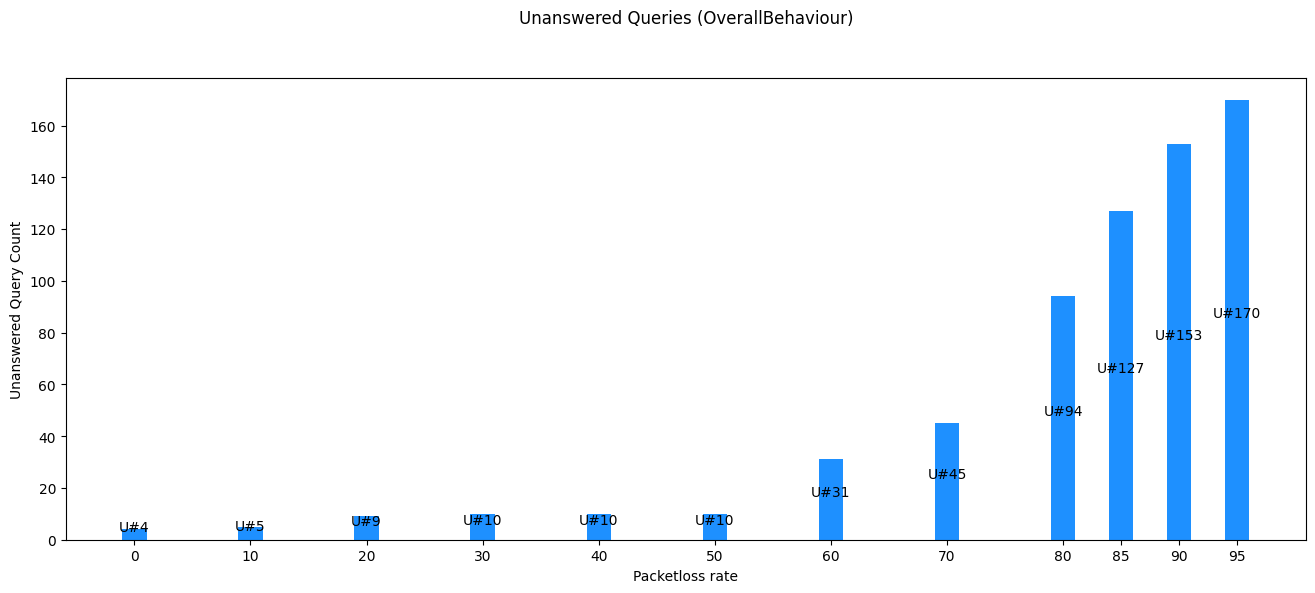 Unanswered Queries (OverallBehaviour)
Unanswered Query Count
160
140
120
100
80
60
40
20
0
U#4
U#5
U#9
U#10
U#10
U#10
U#31
U#45
U#94
U#127
U#153
U#170
0 10 20 30 40 50 60 70 80 85 90 95
Packetloss rate